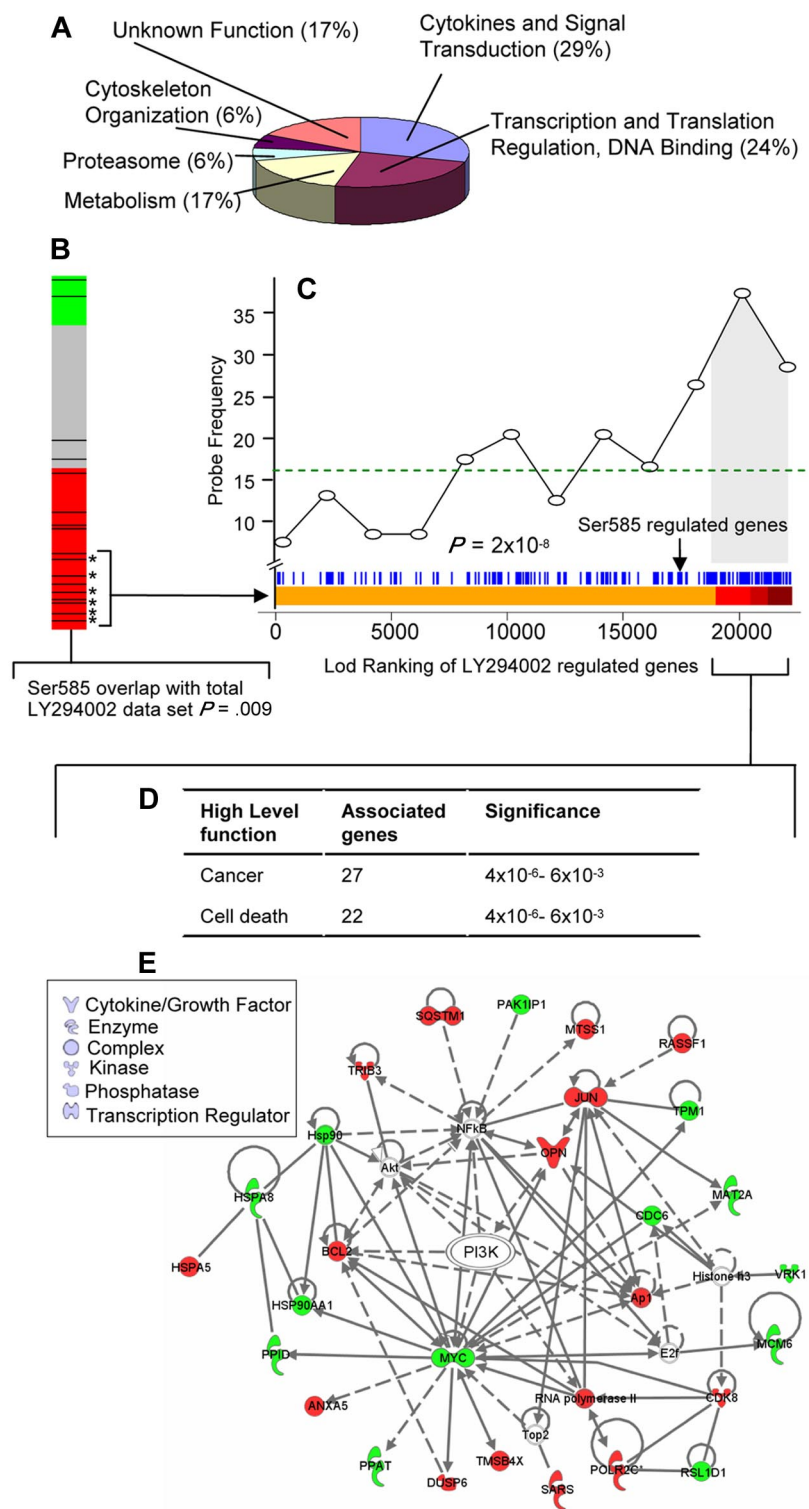 A
Unknown Function (17%)
Cytokines and Signal
Transduction
(29%)
Cytoskeleton
Organization (6%)
Transcription and Translation
Regulation, DNA Binding (24%)
Proteasome (6%)
Metabolism (17%)
B
C
35
30
25
20
15
10
Probe Frequency
P = 2x10-8
Ser585 regulated genes
*
*
*
*
*
*
0
5000
10000
15000
20000
Lod Ranking of LY294002 regulated genes
Ser585 overlap with total
LY294002 data set P = .009
D
High Level function Associated genes Significance
Cancer 27 4x10-6- 6x10-3
Cell death 22 4x10-6- 6x10-3
E
Cytokine/Growth Factor
Enzyme
Complex
Kinase
Phosphatase
Transcription Regulator
SQSTM1
PAK1IP1
MTSS1
RASSF1
TRIB3
JUN
TPM1
Hsp90
NFkB
OPN
Akt
HSPA8
MAT2A
CDC6
BCL2
PI3K
HSPA5
Histone h3
VRK1
HSP90AA1
Ap1
MCM6
PPID
MYC
E2f
ANXA5
RNA polymerase II
CDK8
Top2
PPAT
DUSP6
TMSB4X
SARS
POLR2C*
RSL1D1